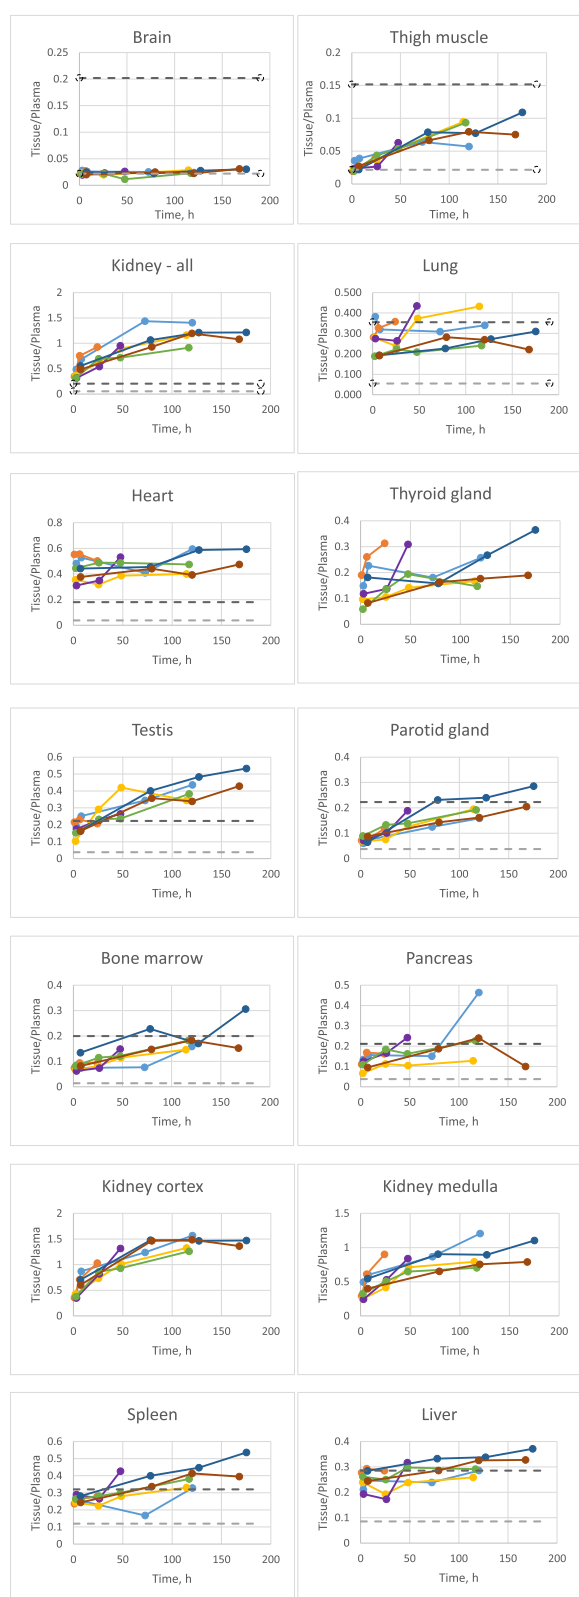 Brain
Tissue/Plasma
0.25
0.2
0.15
0.1
0.05
0
0 50 100 150 200
Time, h
Thigh muscle
Tissue/Plasma
0.2
0.15
0.1
0.05
0
0 50 100 150 200
Time, h
Kidney - all
Tissue/Plasma
2
1.5
1
0.5
0
0 50 100 150 200
Time, h
Lung
Tissue/Plasma
0.500
0.400
0.300
0.200
0.100
0.000
0 50 100 150 200
Time, h
Heart
Tissue/Plasma
0.8
0.6
0.4
0.2
0
0 50 100 150 200
Time, h
Thyroid gland
Tissue/Plasma
0.4
0.3
0.2
0.1
0
0 50 100 150 200
Time, h
Testis
Tissue/Plasma
0.6
0.5
0.4
0.3
0.2
0.1
0
0 50 100 150 200
Time, h
Parotid gland
Tissue/Plasma
0.4
0.3
0.2
0.1
0
0 50 100 150 200
Time, h
Bone marrow
Tissue/Plasma
0.4
0.3
0.2
0.1
0
0 50 100 150 200
Time, h
Pancreas
Tissue/Plasma
0.5
0.4
0.3
0.2
0.1
0
0 50 100 150 200
Time, h
Kidney cortex
Tissue/Plasma
2
1.5
1
0.5
0
0 50 100 150 200
Time, h
Kidney medulla
Tissue/Plasma
1.5
1
0.5
0
0 50 100 150 200
Time, h
Spleen
Tissue/Plasma
0.6
0.5
0.4
0.3
0.2
0.1
0
0 50 100 150 200
Time, h
Liver
Tissue/Plasma
0.4
0.3
0.2
0.1
0
0 50 100 150 200
Time, h